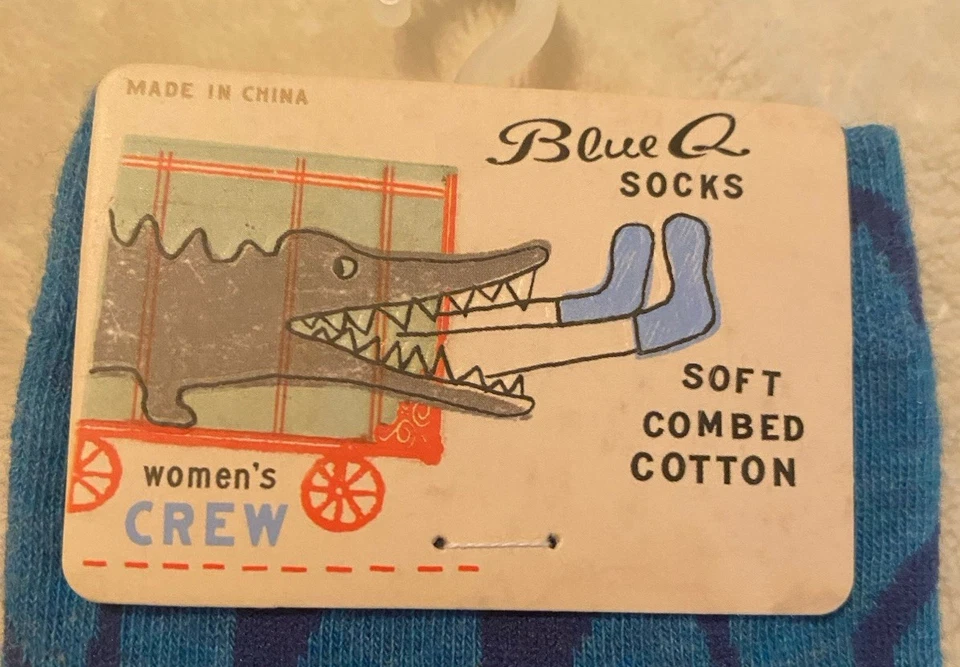 MADE IN CHINA
Blue Q
SOCKS
SOFT
COMBED
COTTON
women's
CREW